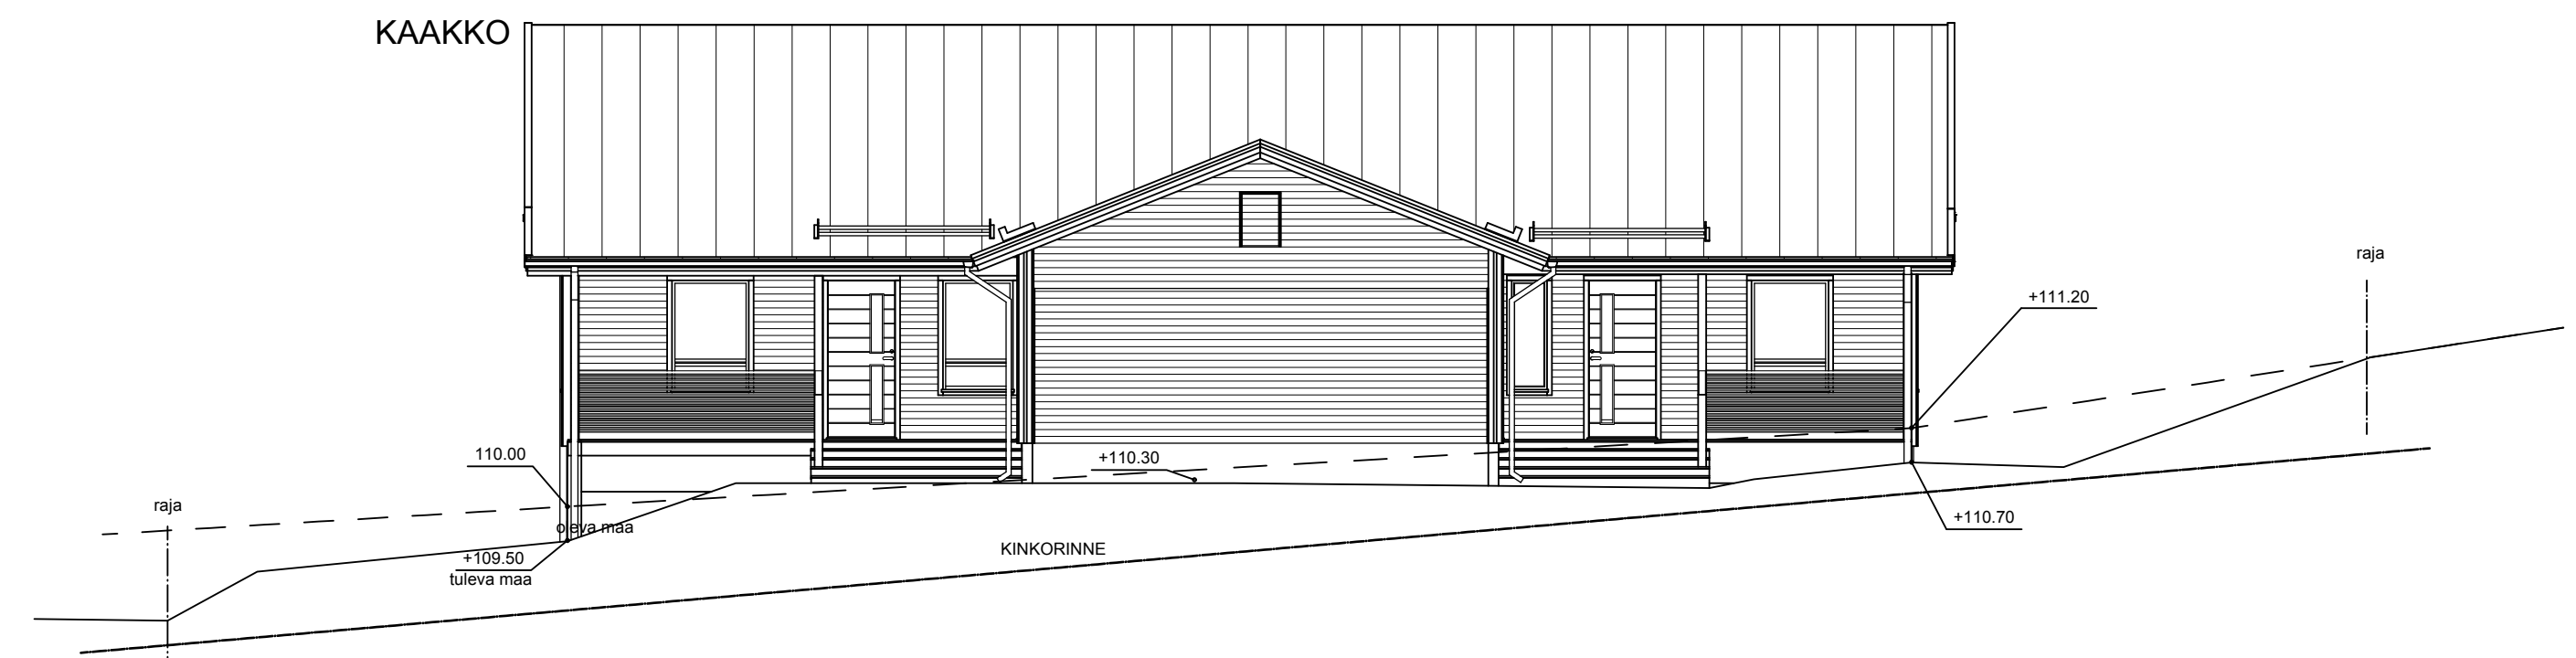 KAAKKO
raja
+111.20
110.00
+110.30
raja
oleva maa
+110.70
KINKORINNE
+109.50
tuleva maa